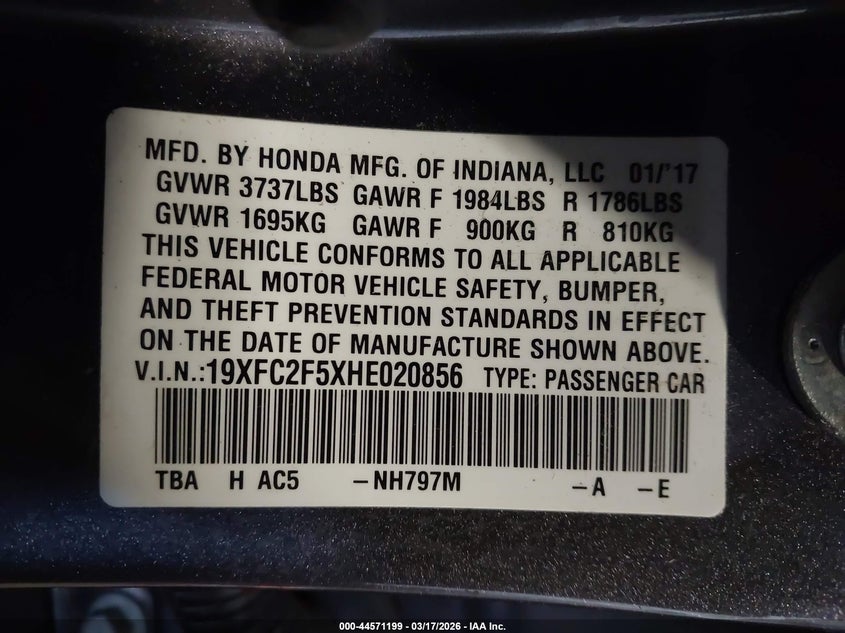 MFD. BY HONDA MFG. OF INDIANA, LLC 01/'17
GVWR 3737LBS GAWR F 1984LBS R 1786LBS
GVWR 1695KG GAWR F 900KG R 810KG
THIS VEHICLE CONFORMS TO ALL APPLICABLE
FEDERAL MOTOR VEHICLE SAFETY, BUMPER,
AND THEFT PREVENTION STANDARDS IN EFFECT
ON THE DATE OF MANUFACTURE SHOWN ABOVE.
V.I.N.:19XFC2F5XHE020856 TYPE: PASSENGER CAR
TBA H AC5 –NH797M –A –E
000-44571199 | 03/17/2026 – IAA Inc.